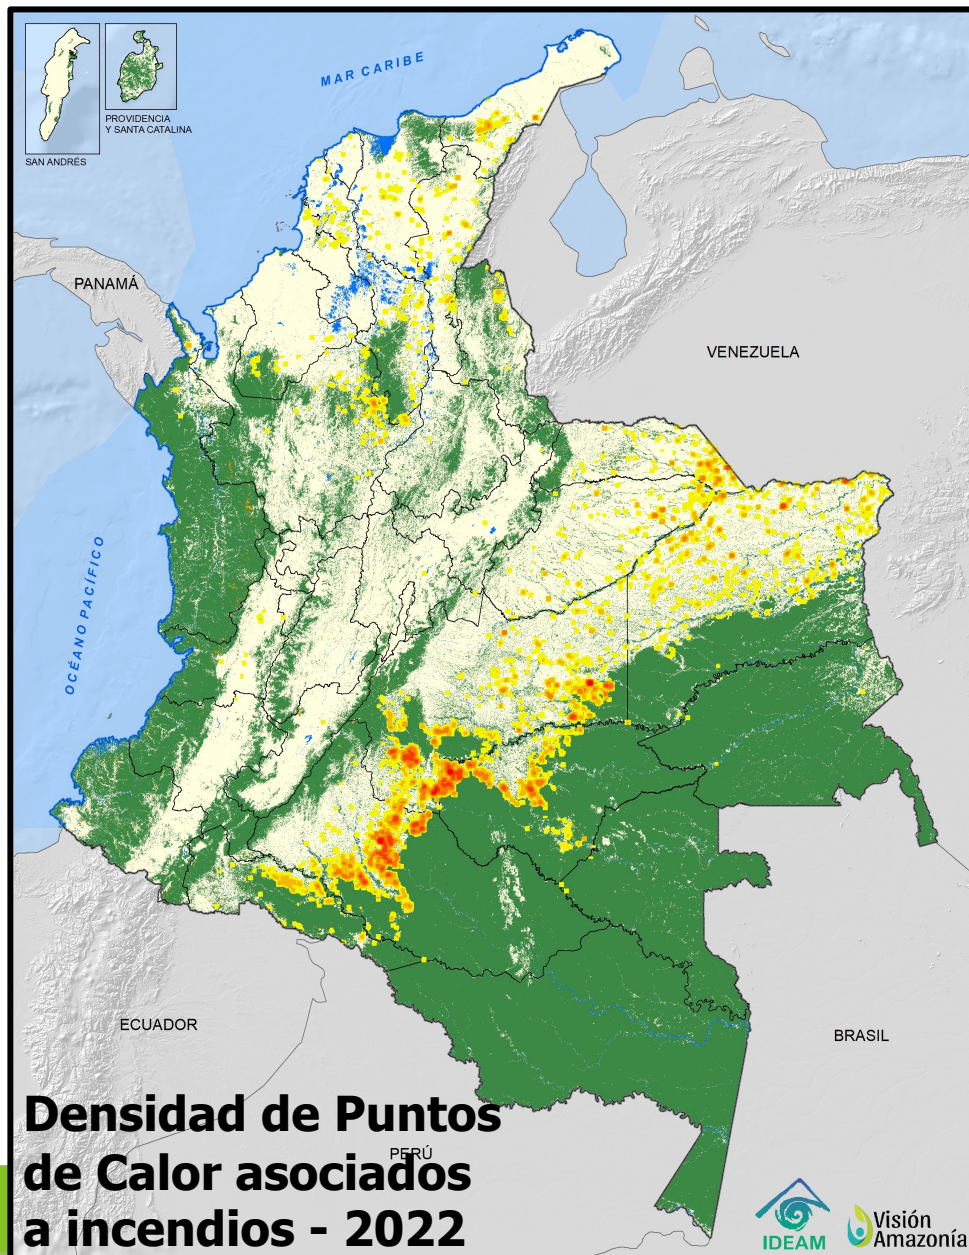 MAR CARIBE
PROVIDENCIA
Y SANTA CATALINA
SAN ANDRÉS
PANAMÁ
VENEZUELA
OCÉANO PACÍFICO
ECUADOR
BRASIL
PERÚ
Densidad de Puntos
de Calor asociados
a incendios - 2022
IDEAM
Visión
Amazonía